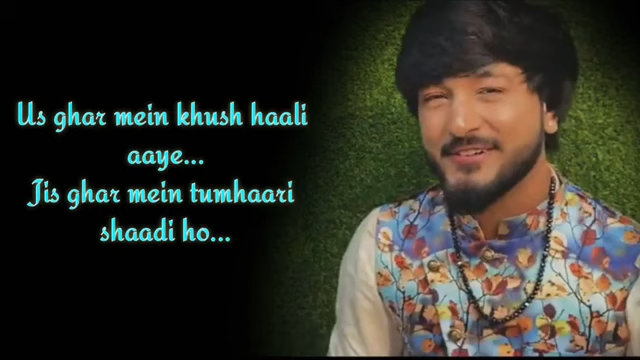 Us ghar mein khush haali
aaye...
Jis ghar mein tumhaari
shaadi ho...